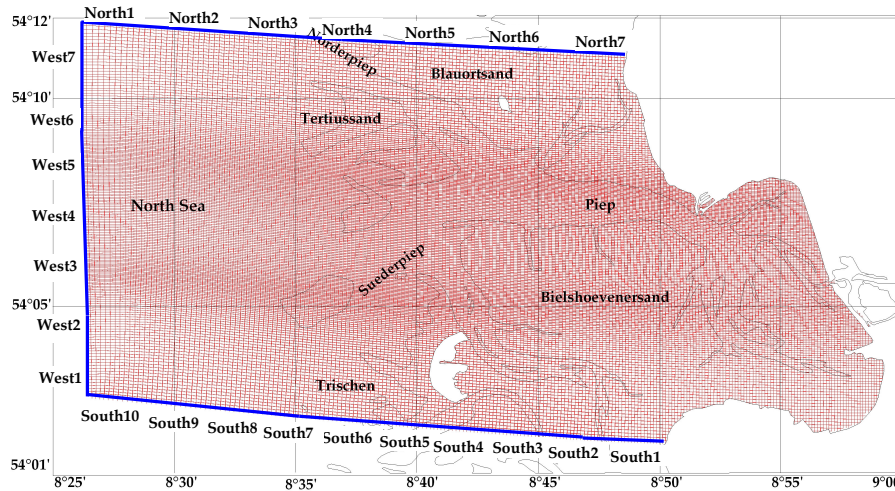 54°12'
North1
North2
North3
North4
North5
North6
North7
West7
Norderpiep
Blauortsand
54°10'
West6
Tertiussand
West5
North Sea
Piep
West4
West3
Suederpiep
Bielshoevenersand
54°05'
West2
West1
Trischen
South10
South9
South8
South7
South6
South5
South4
South3
South2
South1
54°01'
8°25'
8°30'
8°35'
8°40'
8°45'
8°50'
8°55'